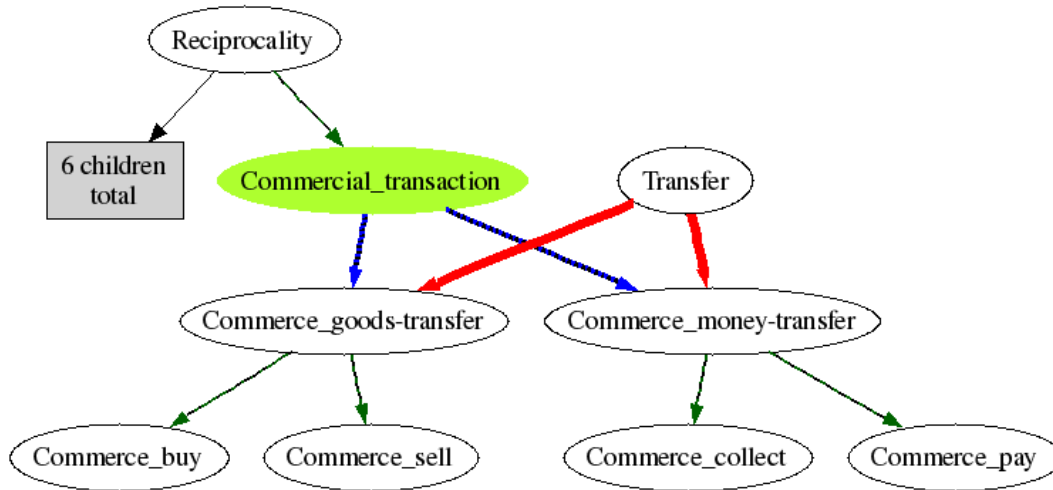 Reciprocality
6 children
total
Commercial_transaction
Transfer
Commerce_goods-transfer
Commerce_money-transfer
Commerce_buy
Commerce_sell
Commerce_collect
Commerce_pay